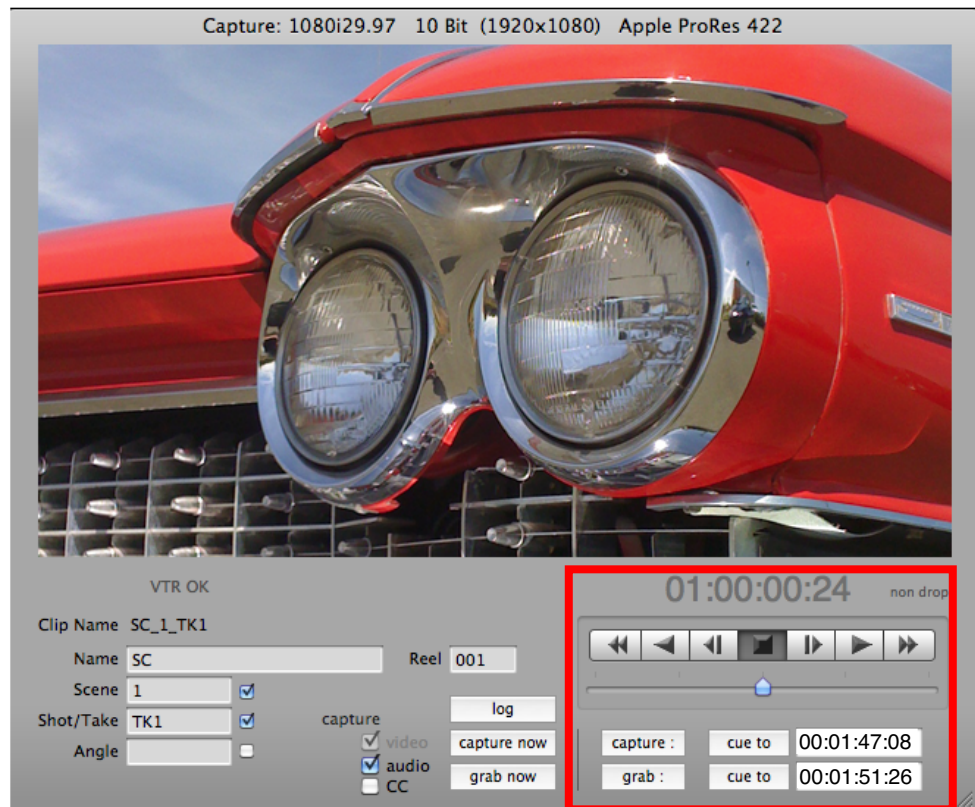 Capture: 1080i29.97 10 Bit (1920x1080) Apple ProRes 422
VTR OK
01:00:00:24 non drop
Clip Name SC_1_TK1
Name SC Reel 001
Scene 1
Shot/Take TK1
Angle
capture
video
audio
CC
log
capture now
grab now
capture : cue to 00:01:47:08
grab : cue to 00:01:51:26